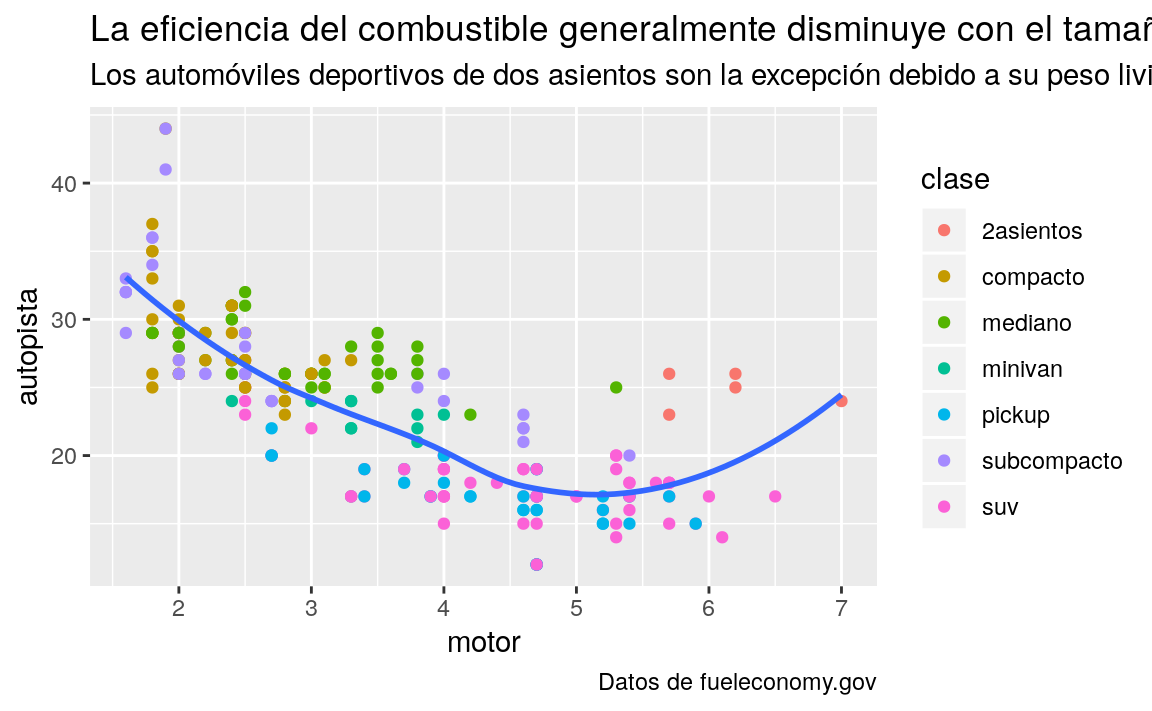 La eficiencia del combustible generalmente disminuye con el
Los automóviles deportivos de dos asientos son la excepción debido a su peso
40
30
20
autopista
2 3 4 5 6 7
motor
clase
2asientos
compacto
mediano
minivan
pickup
subcompacto
suv
Datos de fueleconomy.gov